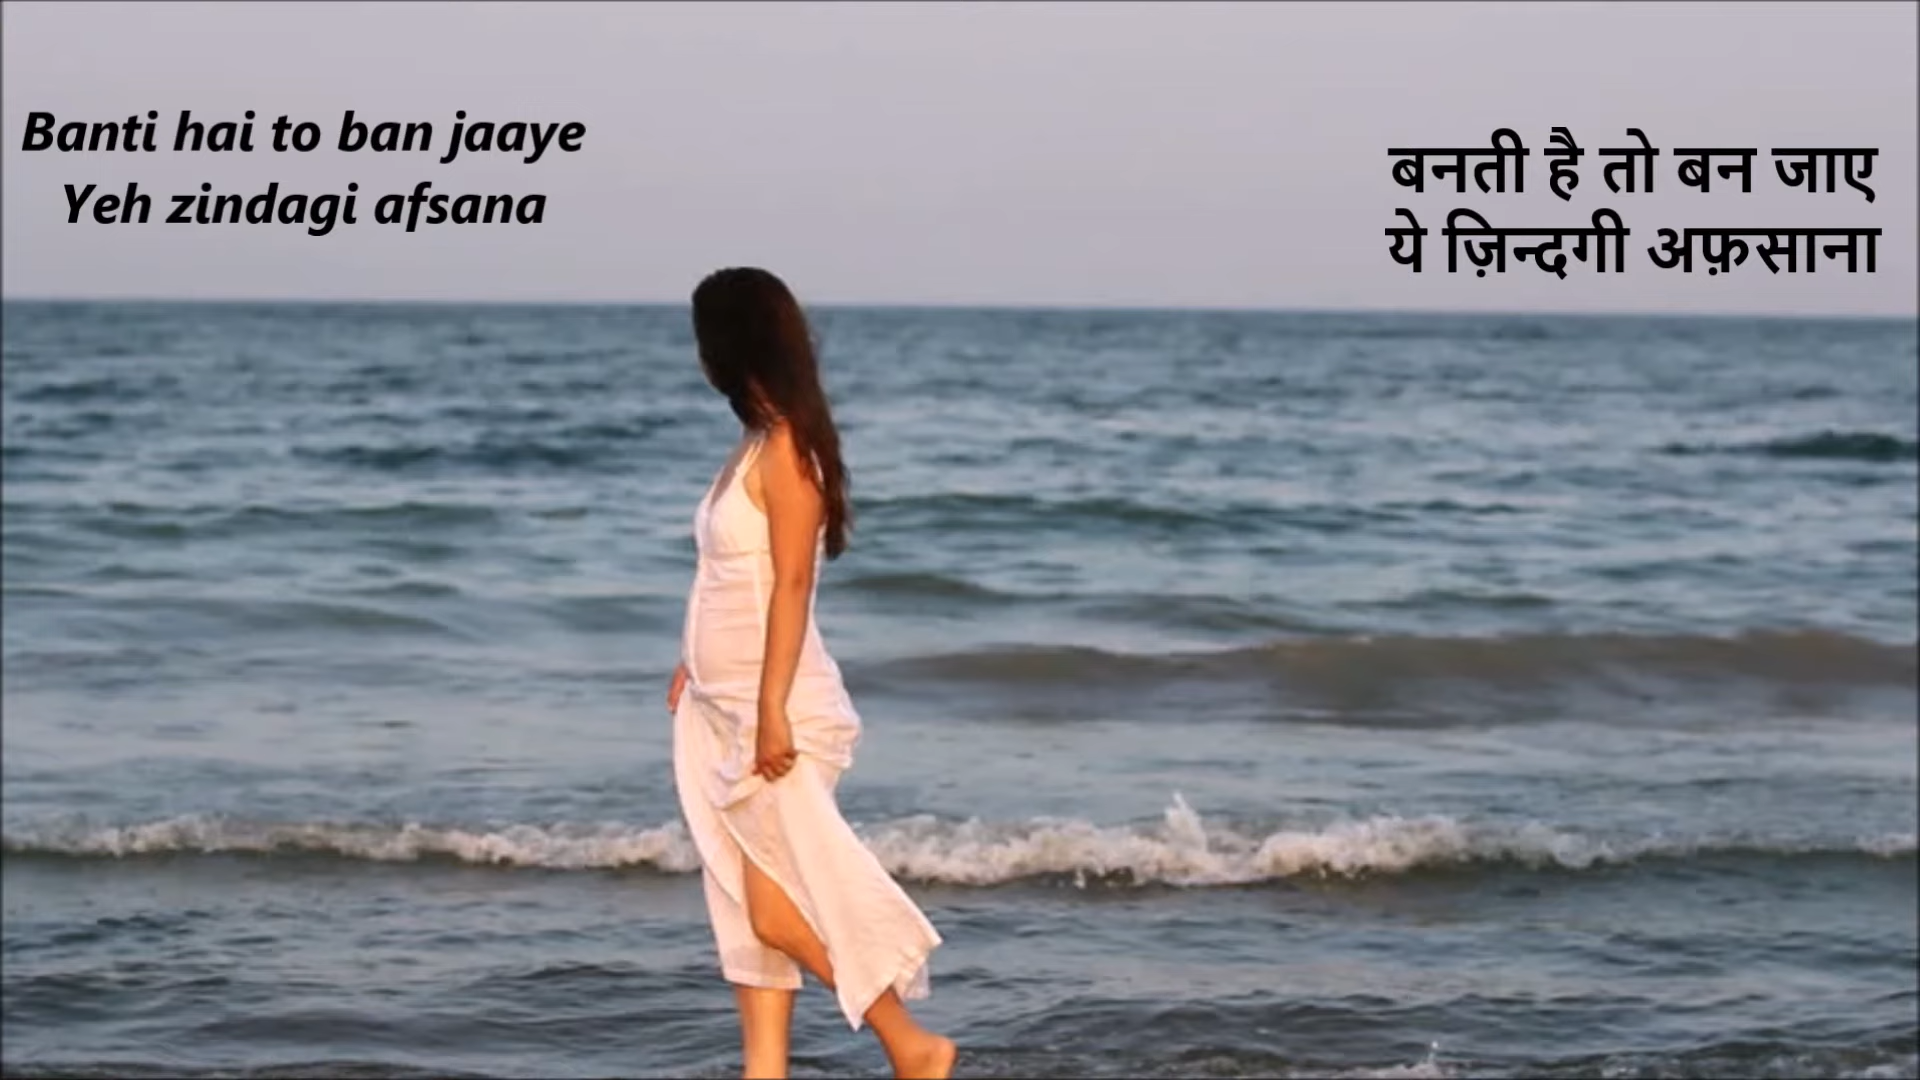 Banti hai to ban jaaye
Yeh zindagi afsana
बनती है तो बन जाए
ये ज़िन्दगी अफ़साना